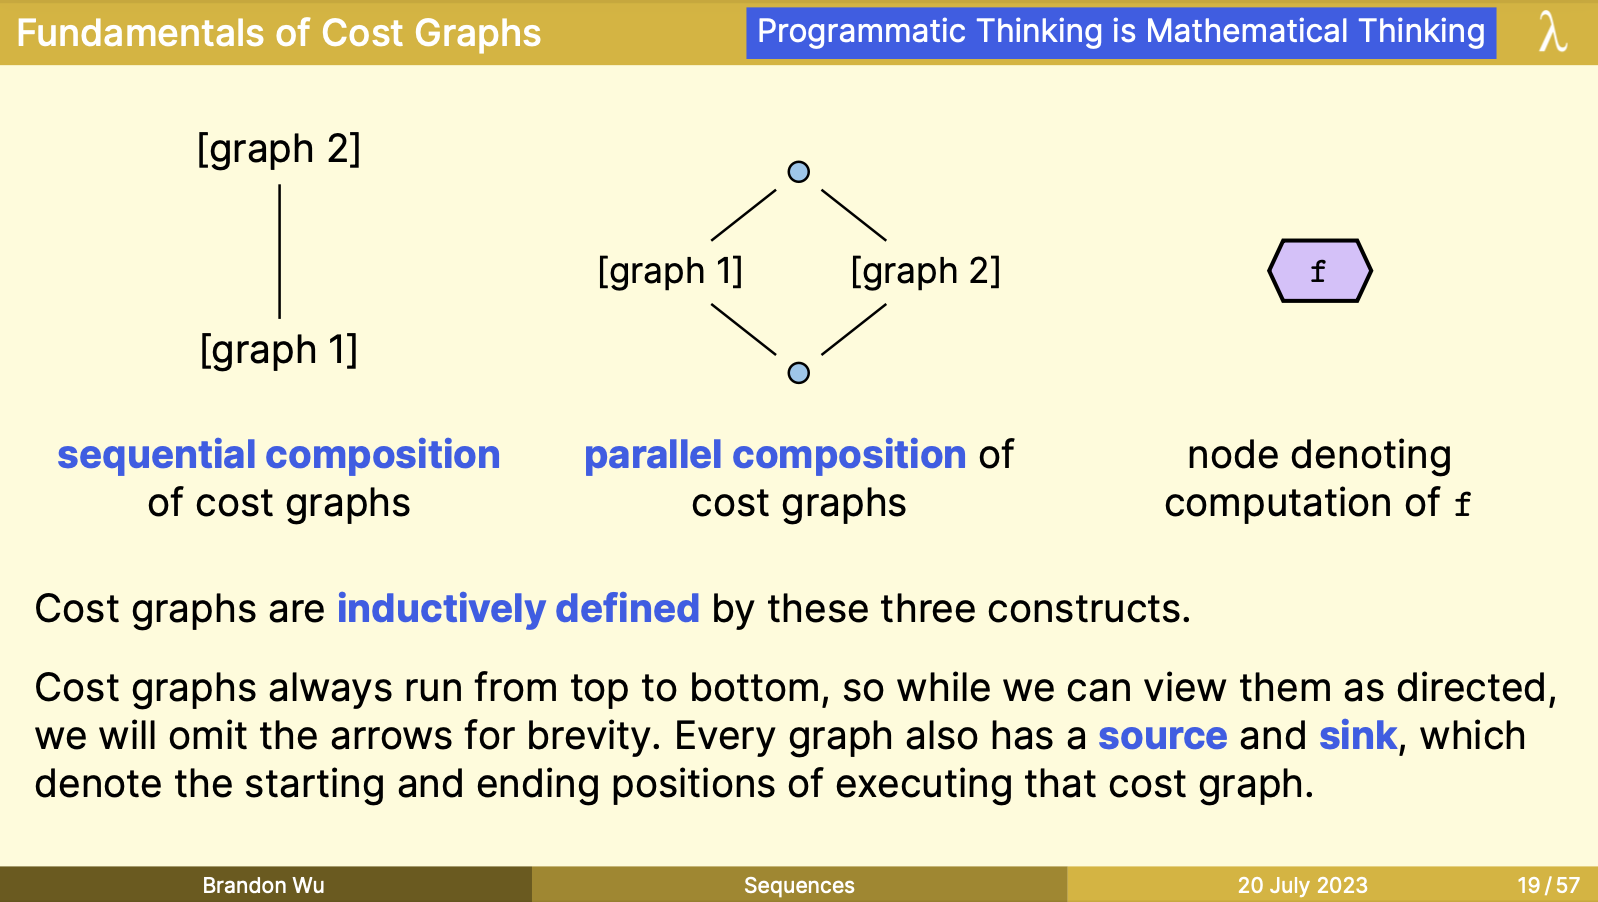 Fundamentals of Cost Graphs
Programmatic Thinking is Mathematical Thinking
λ
[graph 2]
[graph 1]
sequential composition
of cost graphs
[graph 1]
[graph 2]
parallel composition of
cost graphs
f
node denoting
computation of f
Cost graphs are inductively defined by these three constructs.
Cost graphs always run from top to bottom, so while we can view them as directed,
we will omit the arrows for brevity. Every graph also has a source and sink, which
denote the starting and ending positions of executing that cost graph.
Brandon Wu
Sequences
20 July 2023
19 / 57